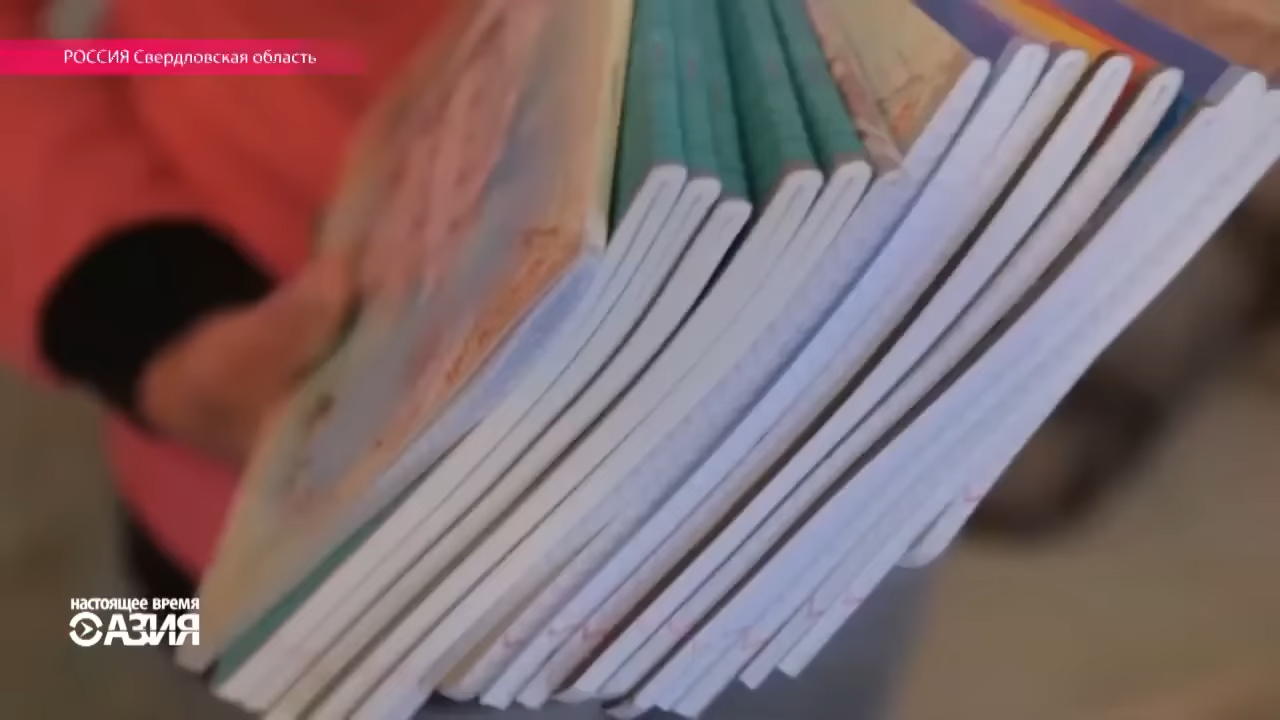 РОССИЯ Свердловская область
НАСТОЯЩЕЕ ВРЕМЯ
АЗИЯ